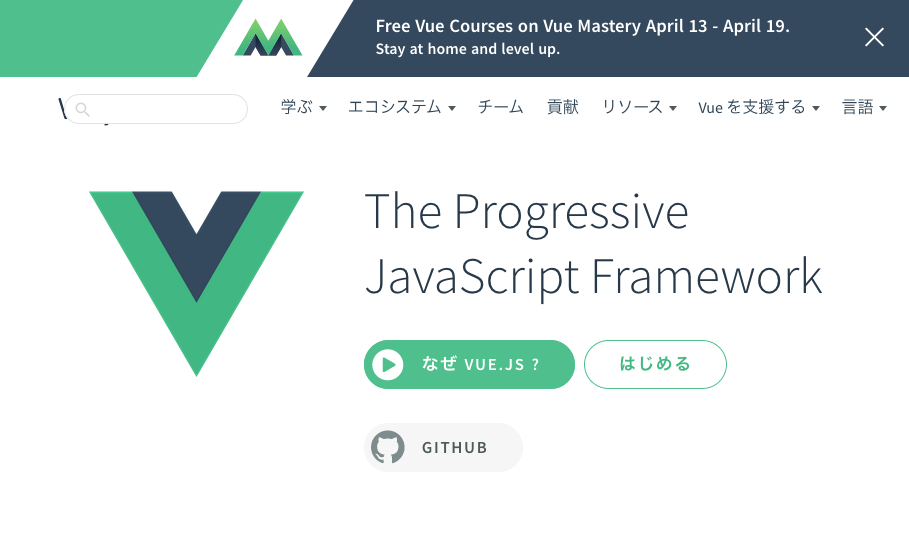 Free Vue Courses on Vue Mastery April 13 - April 19.
Stay at home and level up.
学ぶ エコシステム チーム 貢献 リソース Vue を支援する 言語
The Progressive
JavaScript Framework
なぜ VUE.JS ? はじめる
GITHUB